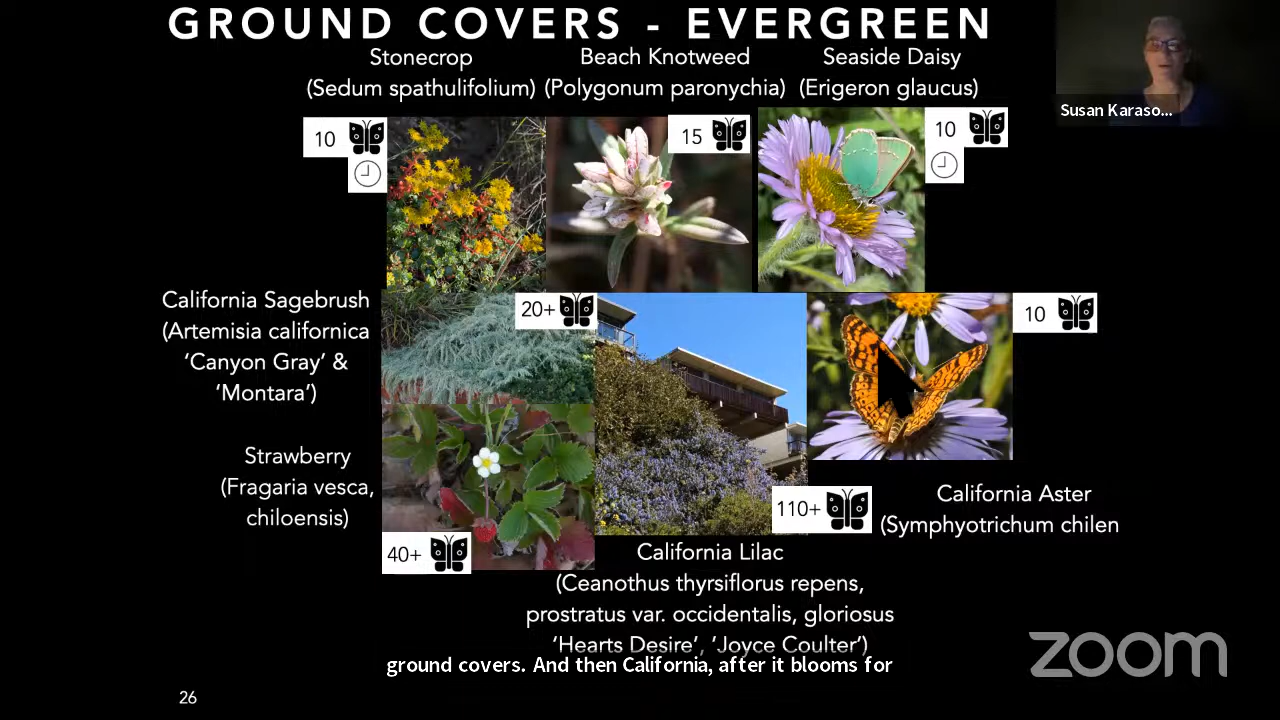 GROUND COVERS - EVERGREEN
Stonecrop
(Sedum spathulifolium)
Beach Knotweed
(Polygonum paronychia)
Seaside Daisy
(Erigeron glaucus)
Susan Karaso...
10
15
10
California Sagebrush
(Artemisia californica
‘Canyon Gray’ &
‘Montara’)
20+
10
Strawberry
(Fragaria vesca,
chiloensis)
40+
110+
California Aster
(Symphyotrichum chilen
California Lilac
(Ceanothus thyrsiflorus repens,
prostratus var. occidentalis, gloriosus
‘Hearts Desire’, ‘Joyce Coulter’)
ground covers. And then California, after it blooms for
zoom
26